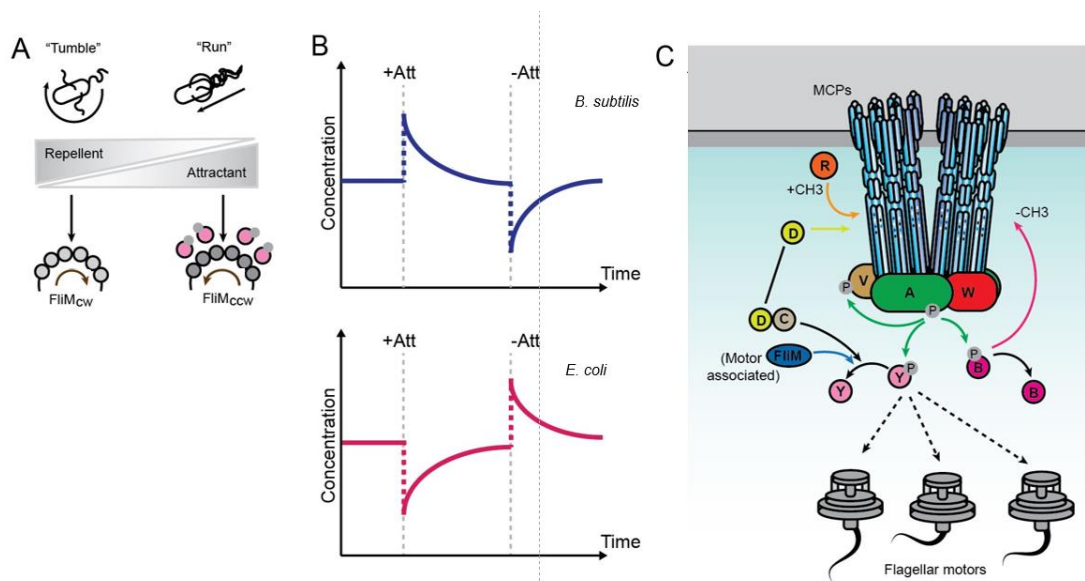 A
“Tumble”
“Run”
Repellent
Attractant
FliMCW
FliMCCW
B
+Att
-Att
B. subtilis
Concentration
Time
+Att
-Att
E. coli
Concentration
Time
C
MCPs
R
+CH3
-CH3
D
V
P
A
W
P
D
C
(Motor
associated)
FliM
P
Y
Y
P
B
B
Flagellar motors